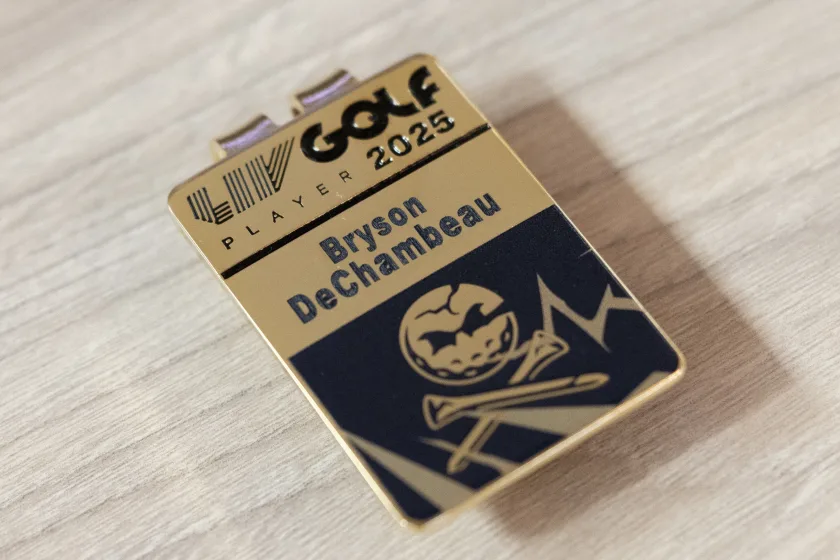 LIV GOLF
PLAYER 2025
Bryson
DeChambeau